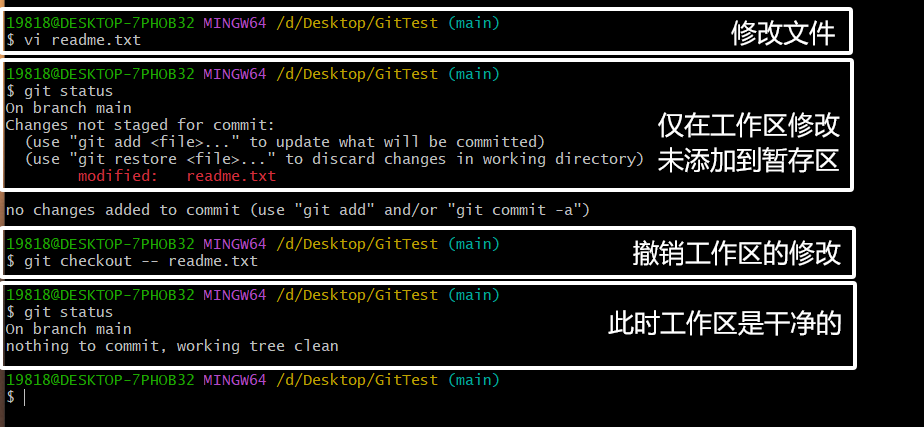 19818@DESKTOP-7PHOB32 MINGW64 /d/Desktop/GitTest (main)
$ vi readme.txt
修改文件
19818@DESKTOP-7PHOB32 MINGW64 /d/Desktop/GitTest (main)
$ git status
On branch main
Changes not staged for commit:
(use "git add <file>..." to update what will be committed)
(use "git restore <file>..." to discard changes in working directory)
modified:   readme.txt
仅在工作区修改
未添加到暂存区
no changes added to commit (use "git add" and/or "git commit -a")
19818@DESKTOP-7PHOB32 MINGW64 /d/Desktop/GitTest (main)
$ git checkout -- readme.txt
撤销工作区的修改
19818@DESKTOP-7PHOB32 MINGW64 /d/Desktop/GitTest (main)
$ git status
On branch main
nothing to commit, working tree clean
此时工作区是干净的
19818@DESKTOP-7PHOB32 MINGW64 /d/Desktop/GitTest (main)
$